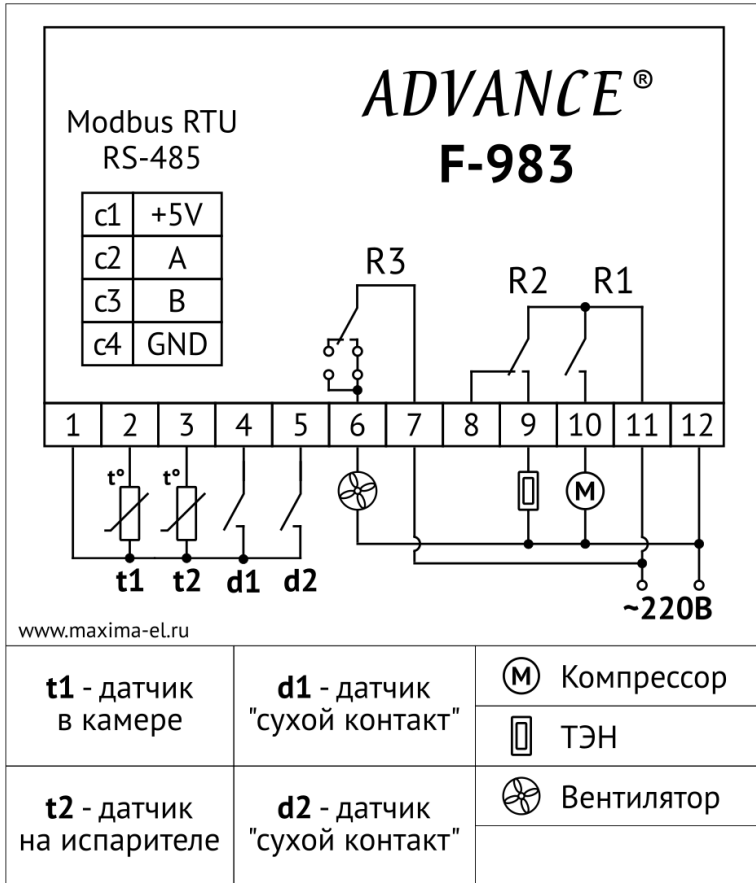 ADVANCE®
F-983
Modbus RTU
RS-485
c1 +5V
c2 A
c3 B
c4 GND
R3
R2 R1
1 2 3 4 5 6 7 8 9 10 11 12
t° t°
M
t1 t2 d1 d2
~220В
www.maxima-el.ru
t1 - датчик
в камере
d1 - датчик
"сухой контакт"
M Компрессор
ТЭН
t2 - датчик
на испарителе
d2 - датчик
"сухой контакт"
Вентилятор